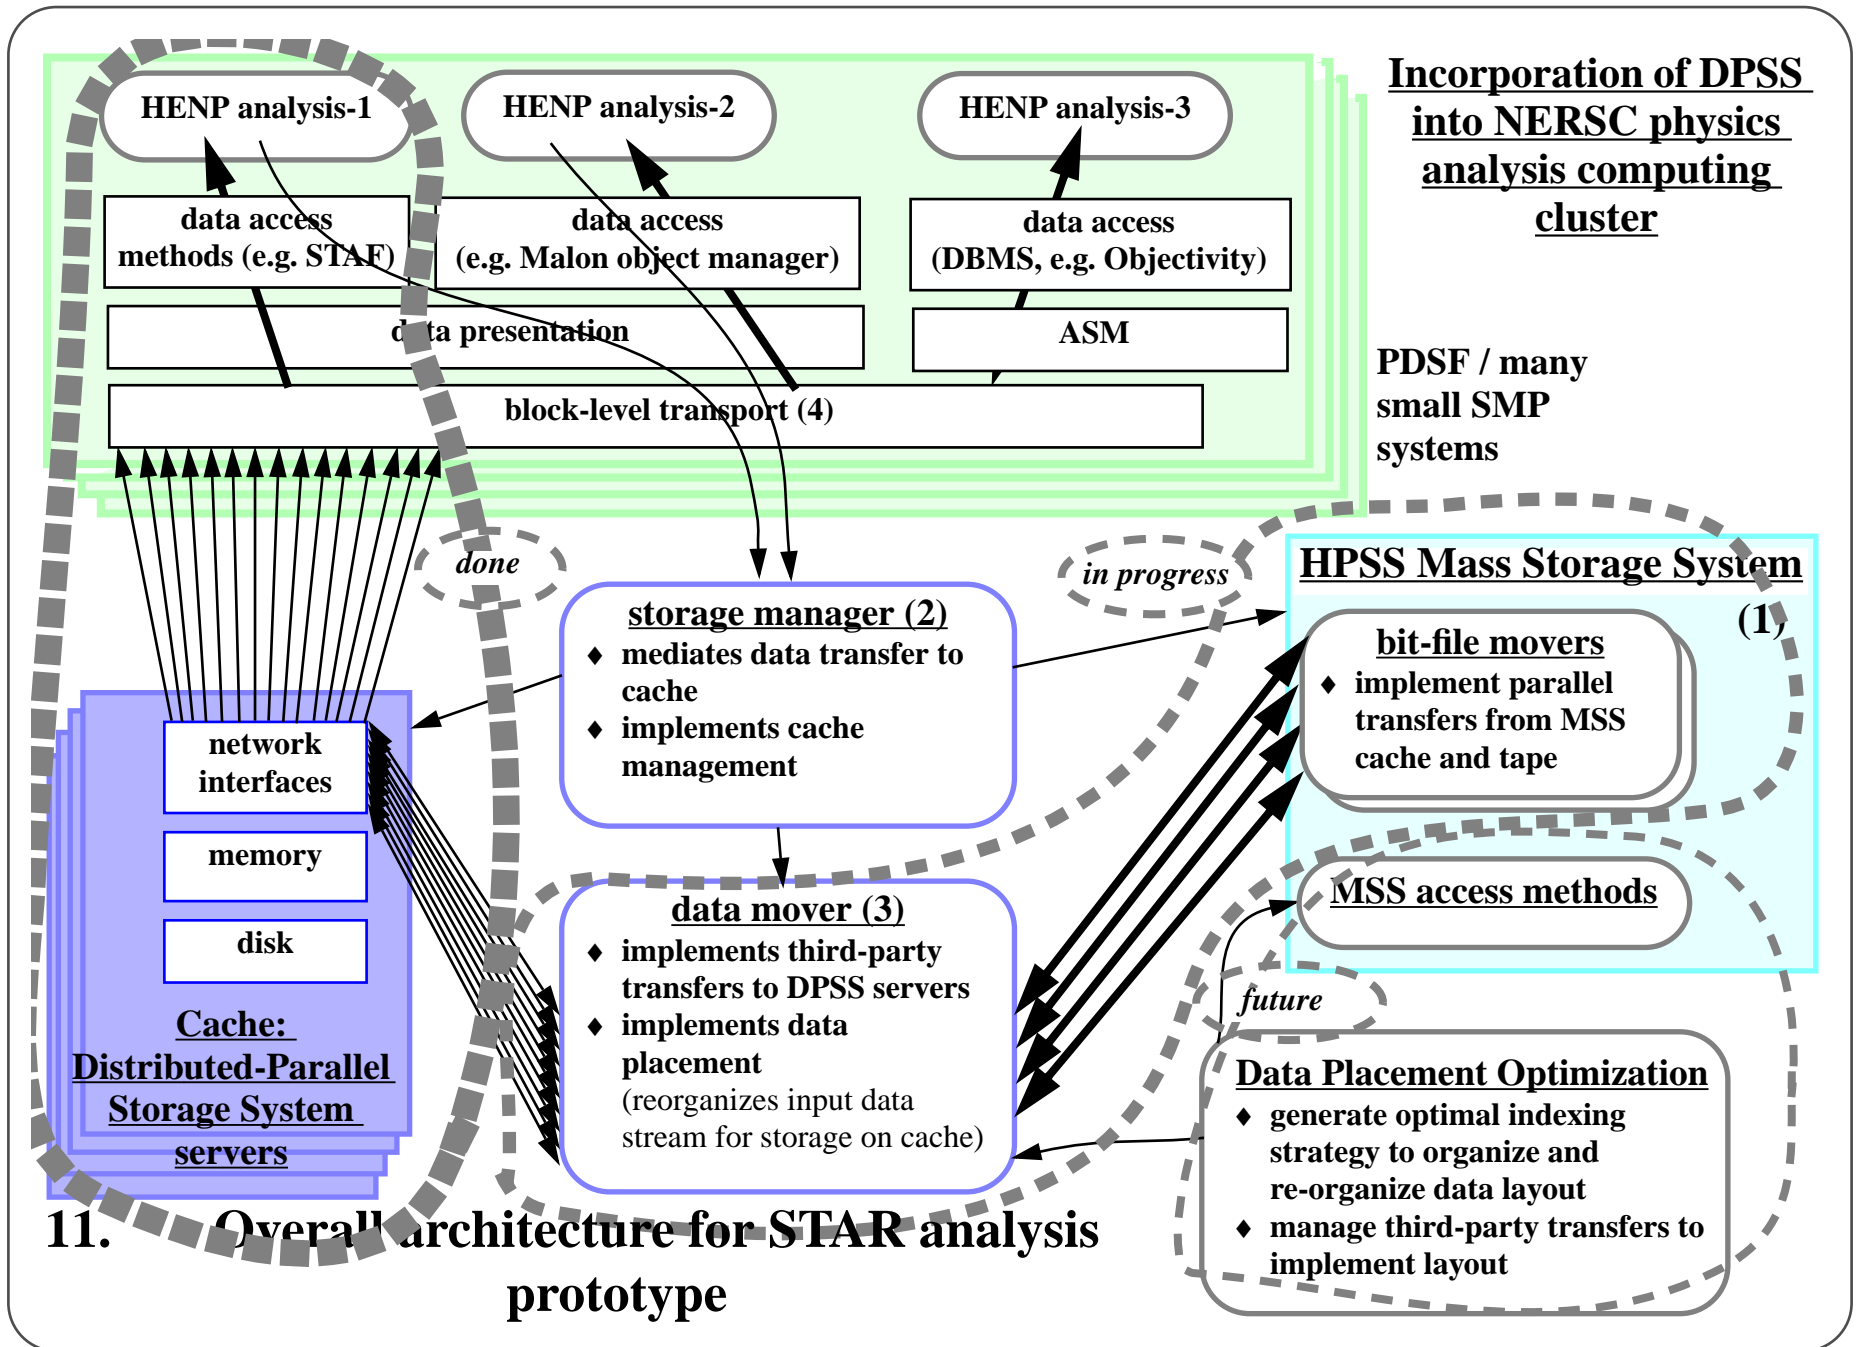 HENP analysis-1
HENP analysis-2
HENP analysis-3
Incorporation of DPSS
into NERSC physics
analysis computing
cluster
data access
methods (e.g. STAF)
data access
(e.g. Malon object manager)
data access
(DBMS, e.g. Objectivity)
data presentation
ASM
block-level transport (4)
PDSF / many
small SMP
systems
done
in progress
HPSS Mass Storage System
(1)
storage manager (2)
♦ mediates data transfer to
cache
♦ implements cache
management
bit-file movers
♦ implement parallel
transfers from MSS
cache and tape
network
interfaces
memory
disk
Cache:
Distributed-Parallel
Storage System
servers
data mover (3)
♦ implements third-party
transfers to DPSS servers
♦ implements data
placement
(reorganizes input data
stream for storage on cache)
MSS access methods
future
Data Placement Optimization
♦ generate optimal indexing
strategy to organize and
re-organize data layout
♦ manage third-party transfers to
implement layout
11. Overall architecture for STAR analysis
prototype